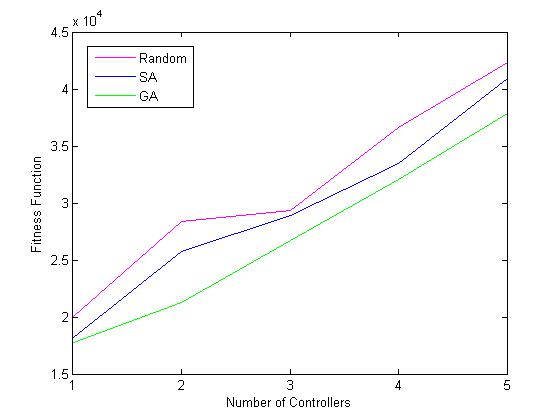 x 10^4
4.5
4
3.5
3
2.5
2
1.5
Fitness Function
Random
SA
GA
1 2 3 4 5
Number of Controllers